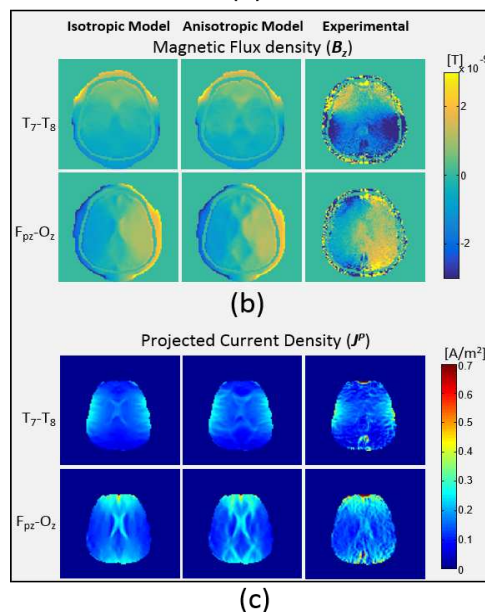 Isotropic Model Anisotropic Model Experimental
Magnetic Flux density (Bz)
[T] × 10⁻⁹
T7-T8
2
0
Fpz-Oz
-2
(b)
Projected Current Density (J^P)
[A/m²]
0.7
0.6
T7-T8
0.5
0.4
0.3
Fpz-Oz
0.2
0.1
0
(c)